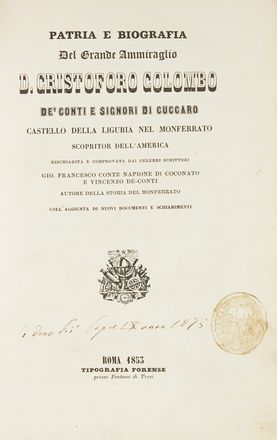 PATRIA E BIOGRAFIA
Del Grande Ammiraglio
D. CRISTOFORO COLOMBO
DE' CONTI E SIGNORI DI CUCCARO
CASTELLO DELLA LIGURIA NEL MONFERRATO
SCOPRITOR DELL'AMERICA
RISCHIARITA E COMPROVATA DAI CELEBRI SCRITTORI
GIO. FRANCESCO CONTE NAPIONE DI COCONATO
E VINCENZO DE-CONTI
AUTORE DELLA STORIA DEL MONFERRATO
COLL'AGGIUNTA DI NUOVI DOCUMENTI E SCHIARIMENTI
ROMA 1853
TIPOGRAFIA FORENSE
presso Fontana di Trevi